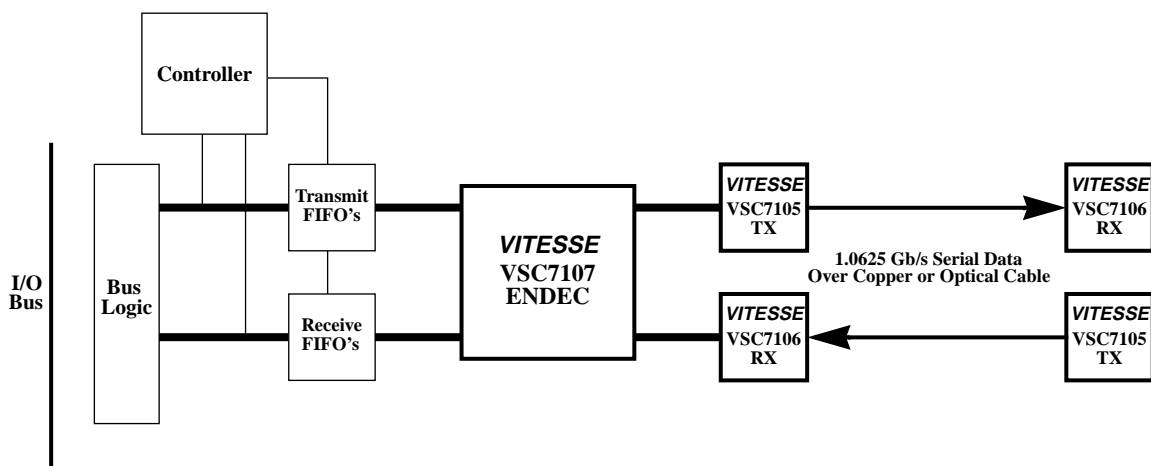 Controller
I/O
Bus
Bus
Logic
Transmit
FIFO's
Receive
FIFO's
VITESSE
VSC7107
ENDEC
VITESSE
VSC7105
TX
VITESSE
VSC7106
RX
1.0625 Gb/s Serial Data
Over Copper or Optical Cable
VITESSE
VSC7106
RX
VITESSE
VSC7105
TX